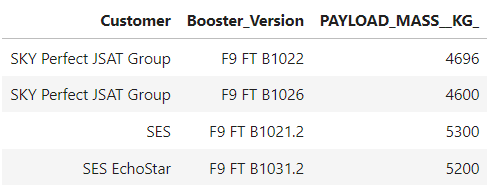 Customer Booster_Version PAYLOAD_MASS__KG_
SKY Perfect JSAT Group F9 FT B1022 4696
SKY Perfect JSAT Group F9 FT B1026 4600
SES F9 FT B1021.2 5300
SES EchoStar F9 FT B1031.2 5200